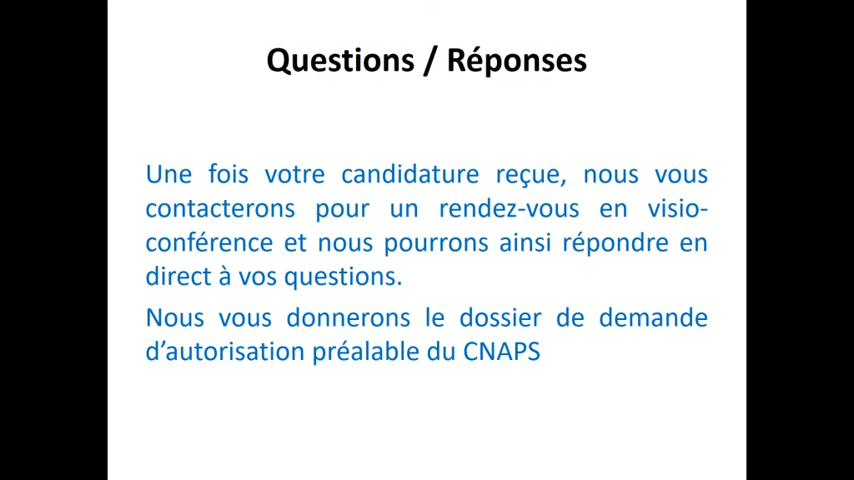 Questions / Réponses
Une fois votre candidature reçue, nous vous
contacterons pour un rendez-vous en visio-
conférence et nous pourrons ainsi répondre en
direct à vos questions.
Nous vous donnerons le dossier de demande
d’autorisation préalable du CNAPS